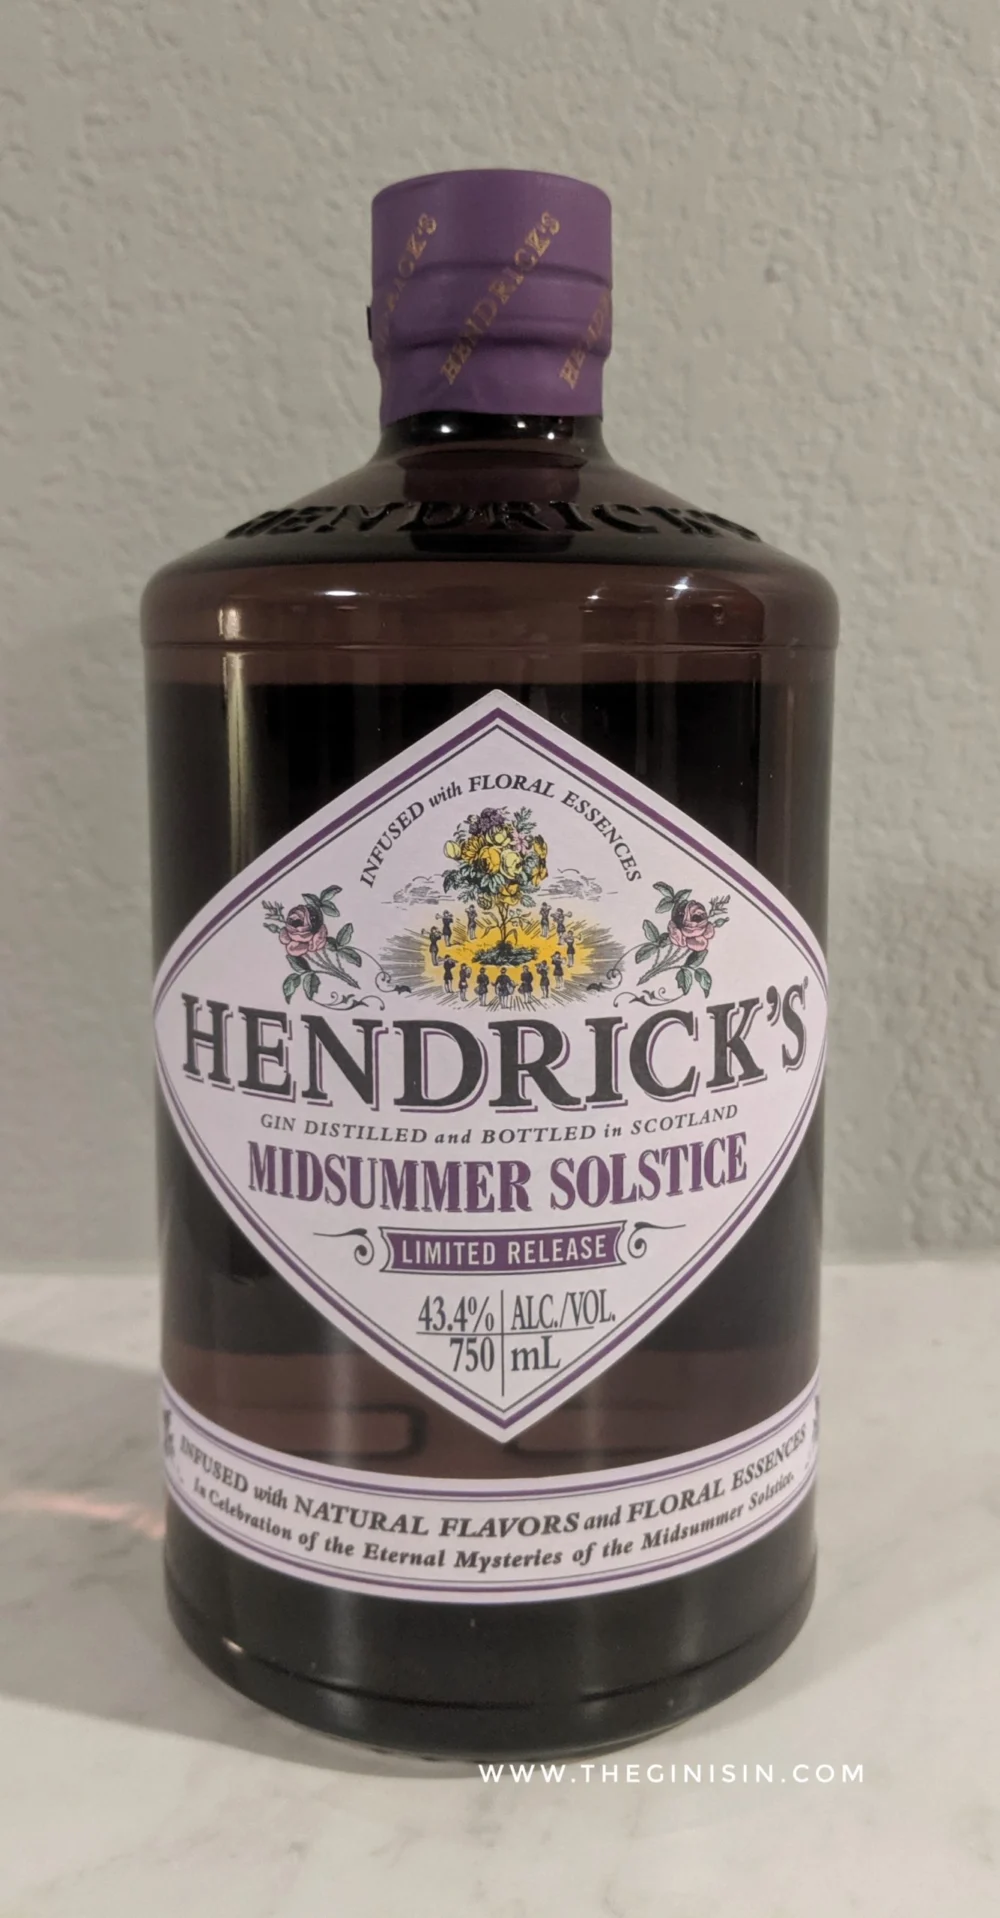 HENDRICK'S
HENDRICK'S
INFUSED with FLORAL ESSENCES
HENDRICK'S
GIN DISTILLED and BOTTLED in SCOTLAND
MIDSUMMER SOLSTICE
LIMITED RELEASE
43.4% ALC./VOL.
750 mL
INFUSED with NATURAL FLAVORS and FLORAL ESSENCES
In Celebration of the Eternal Mysteries of the Midsummer Solstice.
WWW.THEGINISIN.COM